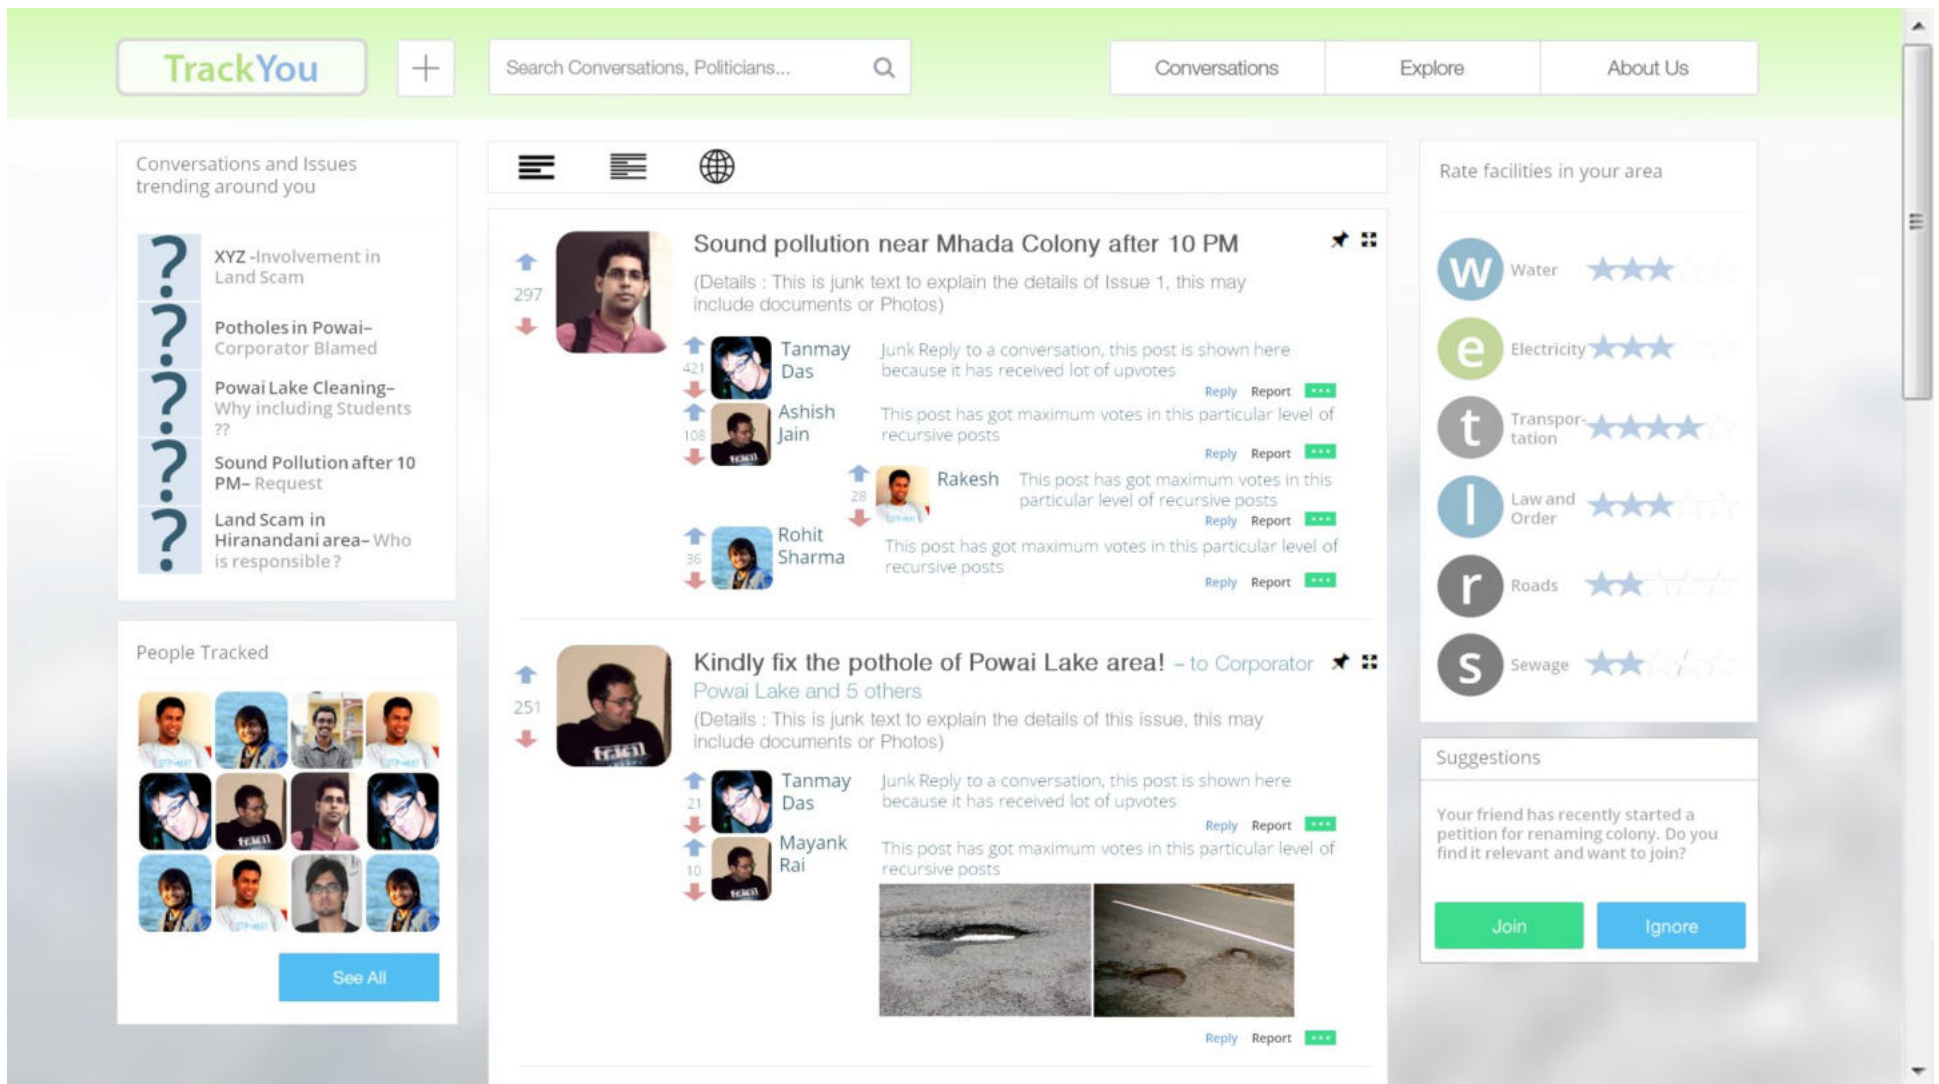 TrackYou
Search Conversations, Politicians...
Conversations
Explore
About Us
Conversations and Issues
trending around you
? XYZ -Involvement in
Land Scam
? Potholes in Powai–
Corporator Blamed
? Powai Lake Cleaning–
Why including Students
??
? Sound Pollution after 10
PM– Request
? Land Scam in
Hiranandani area– Who
is responsible?
People Tracked
See All
Sound pollution near Mhada Colony after 10 PM
297
(Details : This is junk text to explain the details of Issue 1, this may
include documents or Photos)
421
Tanmay
Das
Junk Reply to a conversation, this post is shown here
because it has received lot of upvotes
Reply Report
108
Ashish
Jain
This post has got maximum votes in this particular level of
recursive posts
Reply Report
28
Rakesh
This post has got maximum votes in this
particular level of recursive posts
Reply Report
36
Rohit
Sharma
This post has got maximum votes in this particular level of
recursive posts
Reply Report
Kindly fix the pothole of Powai Lake area! – to Corporator
Powai Lake and 5 others
251
(Details : This is junk text to explain the details of this issue, this may
include documents or Photos)
21
Tanmay
Das
Junk Reply to a conversation, this post is shown here
because it has received lot of upvotes
Reply Report
10
Mayank
Rai
This post has got maximum votes in this particular level of
recursive posts
Reply Report
Rate facilities in your area
w Water
e Electricity
t Transpor-
tation
l Law and
Order
r Roads
s Sewage
Suggestions
Your friend has recently started a
petition for renaming colony. Do you
find it relevant and want to join?
Join
Ignore